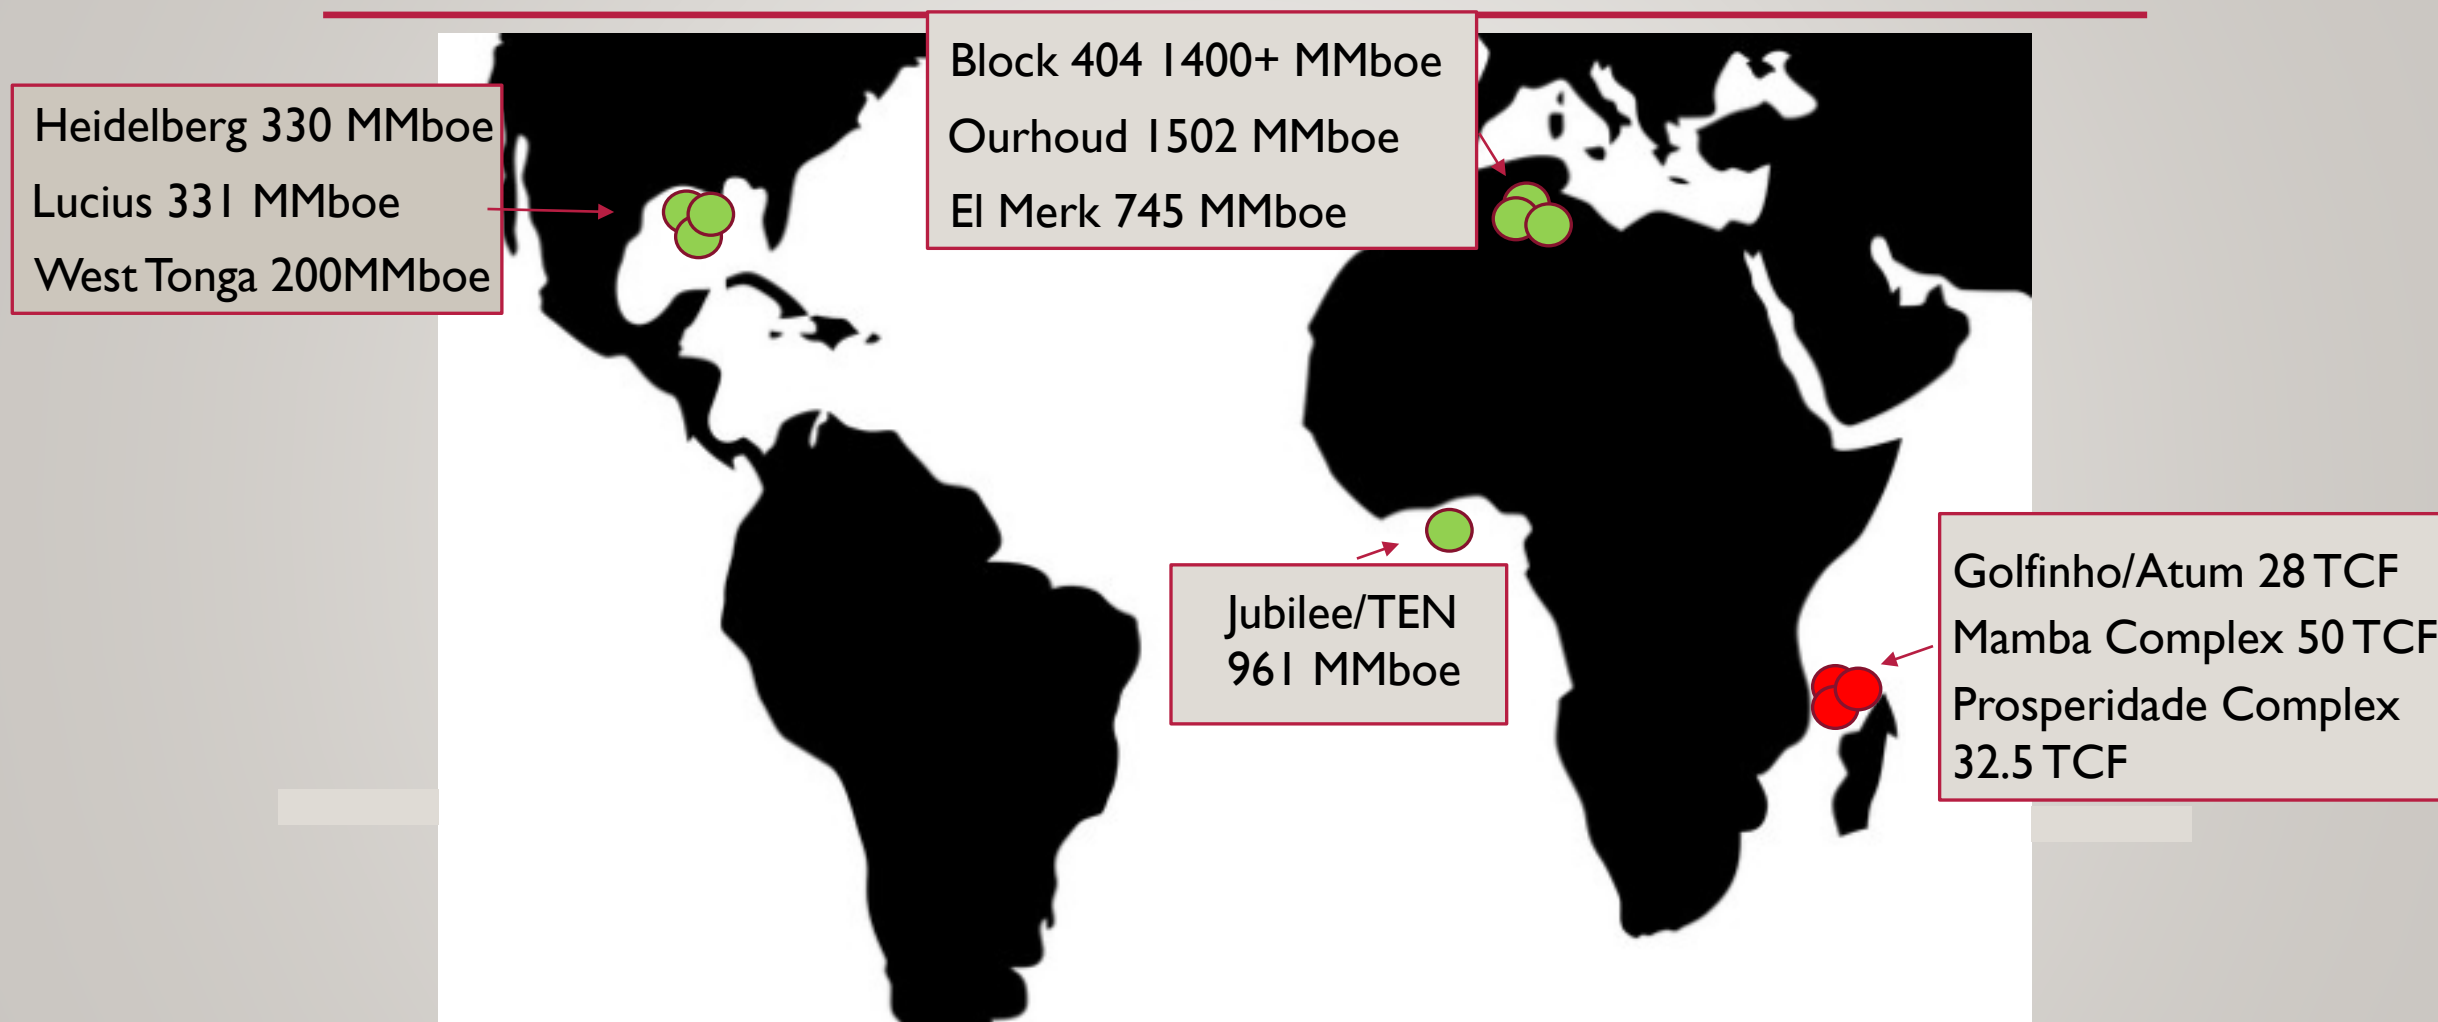 Heidelberg 330 MMboe
Lucius 331 MMboe
West Tonga 200MMboe
Block 404 1400+ MMboe
Ourhoud 1502 MMboe
El Merk 745 MMboe
Jubilee/TEN
961 MMboe
Golfinho/Atum 28 TCF
Mamba Complex 50 TCF
Prosperidade Complex
32.5 TCF